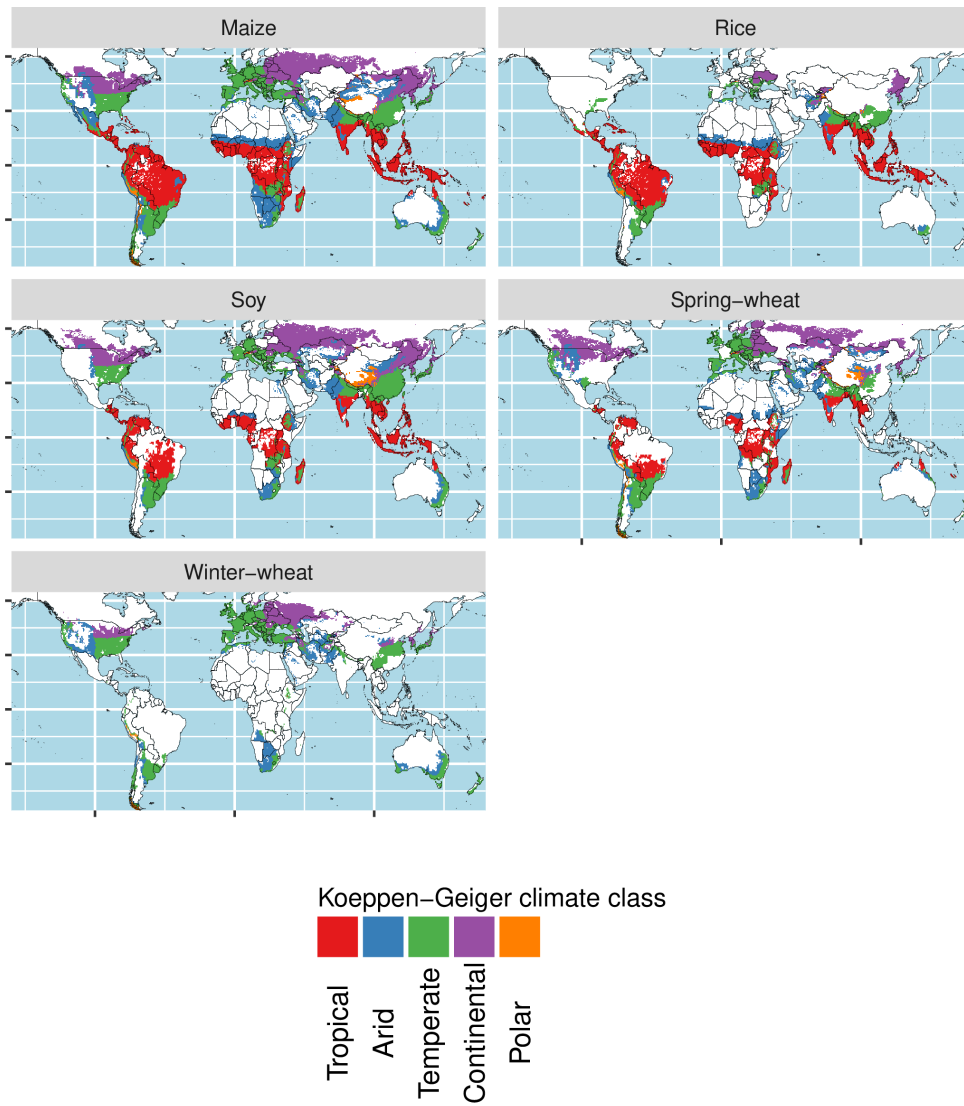 Maize
Rice
Soy
Spring−wheat
Winter−wheat
Koeppen−Geiger climate class
Tropical
Arid
Temperate
Continental
Polar